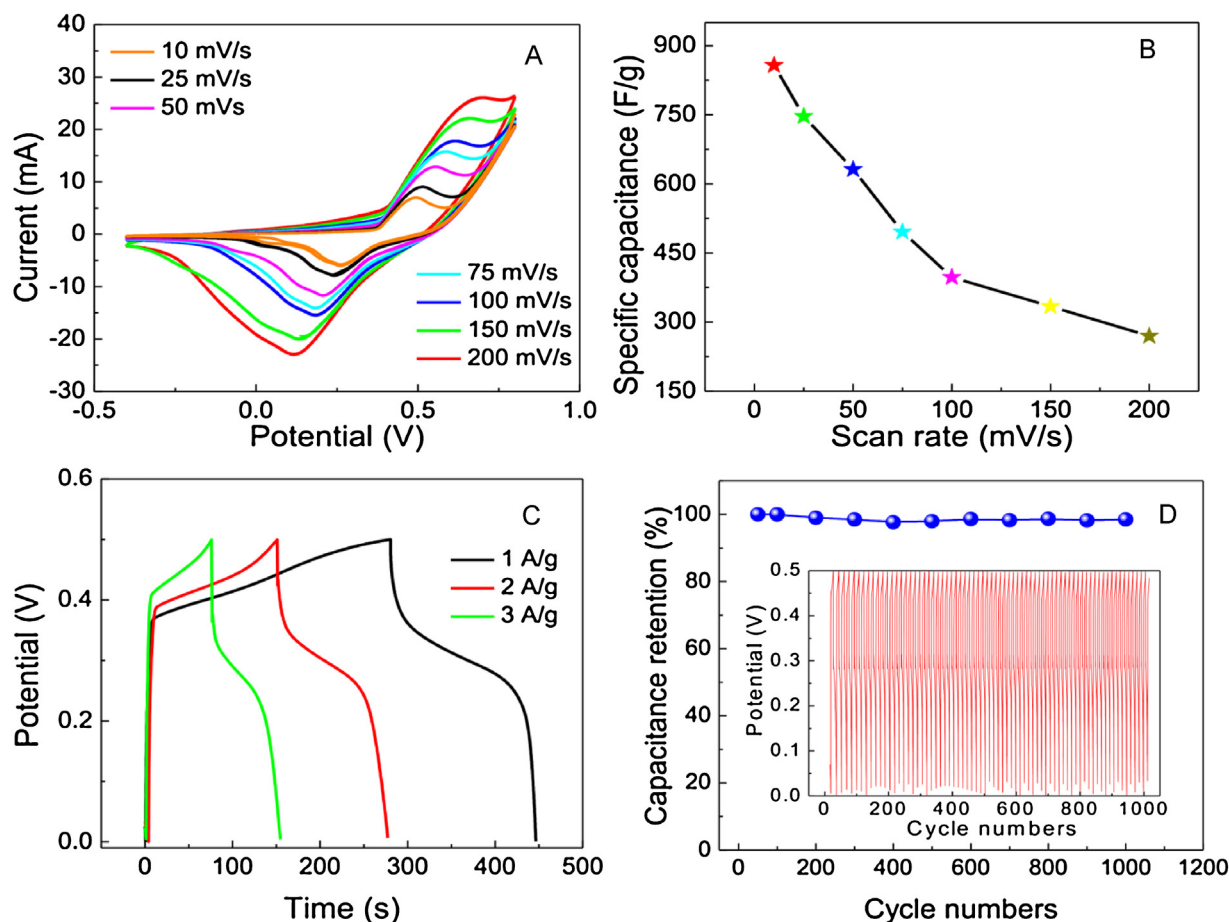 A
40
30
20
10
0
-10
-20
-30
Current (mA)
10 mV/s
25 mV/s
50 mVs
75 mV/s
100 mV/s
150 mV/s
200 mV/s
-0.5
0.0
0.5
1.0
Potential (V)
B
900
750
600
450
300
150
Specific capacitance (F/g)
0
50
100
150
200
Scan rate (mV/s)
C
0.6
0.4
0.2
0.0
Potential (V)
1 A/g
2 A/g
3 A/g
0
100
200
300
400
500
Time (s)
D
100
80
60
40
20
0
Capacitance retention (%)
0.5
0.4
0.3
0.2
0.1
0.0
Potential (V)
0
200
400
600
800
1000
Cycle numbers
0
200
400
600
800
1000
1200
Cycle numbers